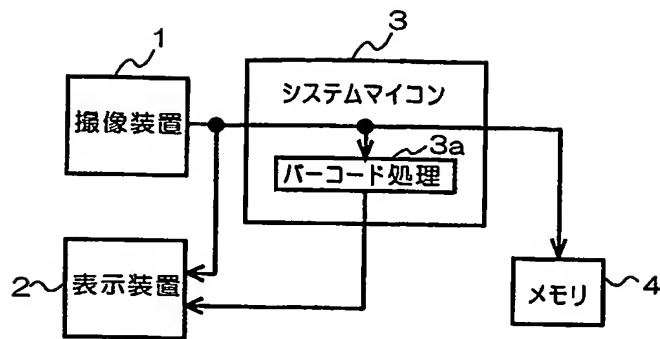 1
撮像装置
3
システムマイコン
3a
バーコード処理
2
表示装置
メモリ
4